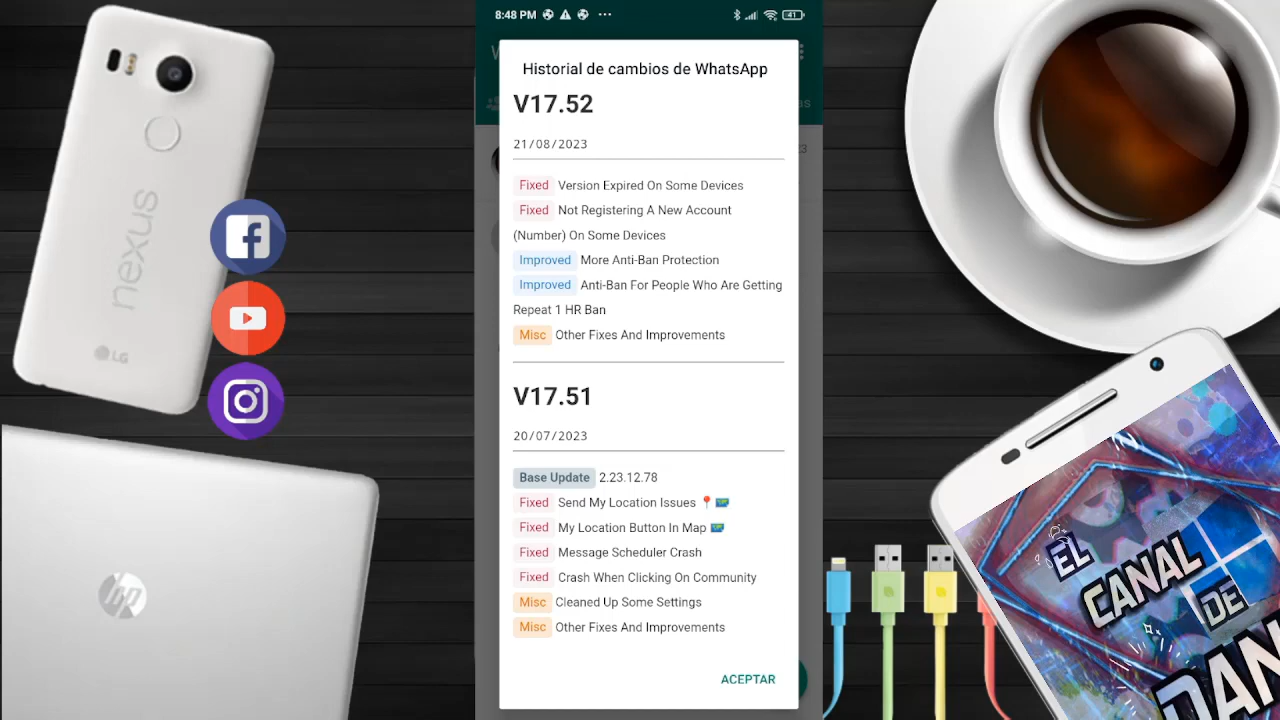 8:48 PM
41
Historial de cambios de WhatsApp
V17.52
21/08/2023
Fixed Version Expired On Some Devices
Fixed Not Registering A New Account
(Number) On Some Devices
Improved More Anti-Ban Protection
Improved Anti-Ban For People Who Are Getting
Repeat 1 HR Ban
Misc Other Fixes And Improvements
V17.51
20/07/2023
Base Update 2.23.12.78
Fixed Send My Location Issues 📍🗺️
Fixed My Location Button In Map 🗺️
Fixed Message Scheduler Crash
Fixed Crash When Clicking On Community
Misc Cleaned Up Some Settings
Misc Other Fixes And Improvements
ACEPTAR
nexus
LG
hp
EL
CANAL
DE
DAN